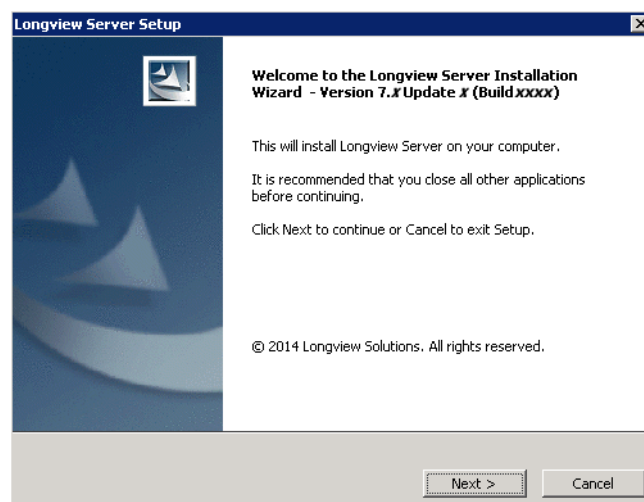 Longview Server Setup
Welcome to the Longview Server Installation
Wizard - Version 7.X Update X (Build xxxx)
This will install Longview Server on your computer.
It is recommended that you close all other applications
before continuing.
Click Next to continue or Cancel to exit Setup.
© 2014 Longview Solutions. All rights reserved.
Next >
Cancel